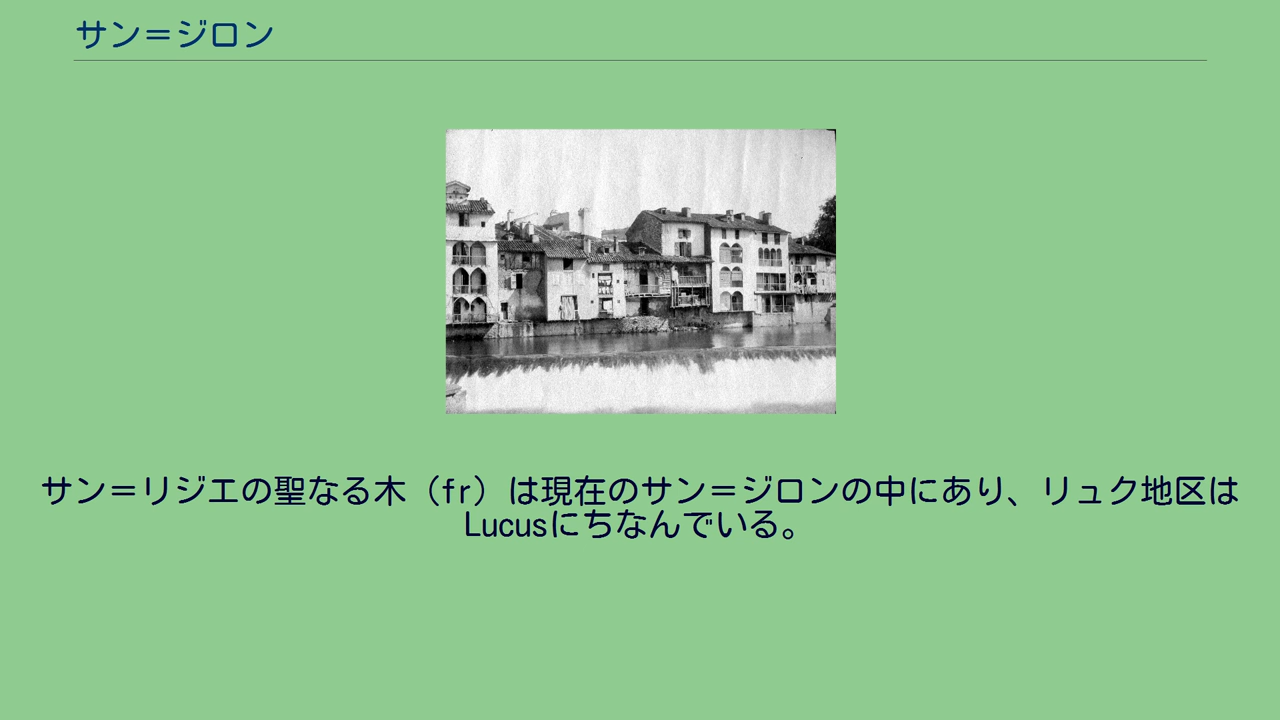 サン＝ジロン
サン＝リジエの聖なる木（fr）は現在のサン＝ジロンの中にあり、リュク地区は
Lucusにちなんでいる。